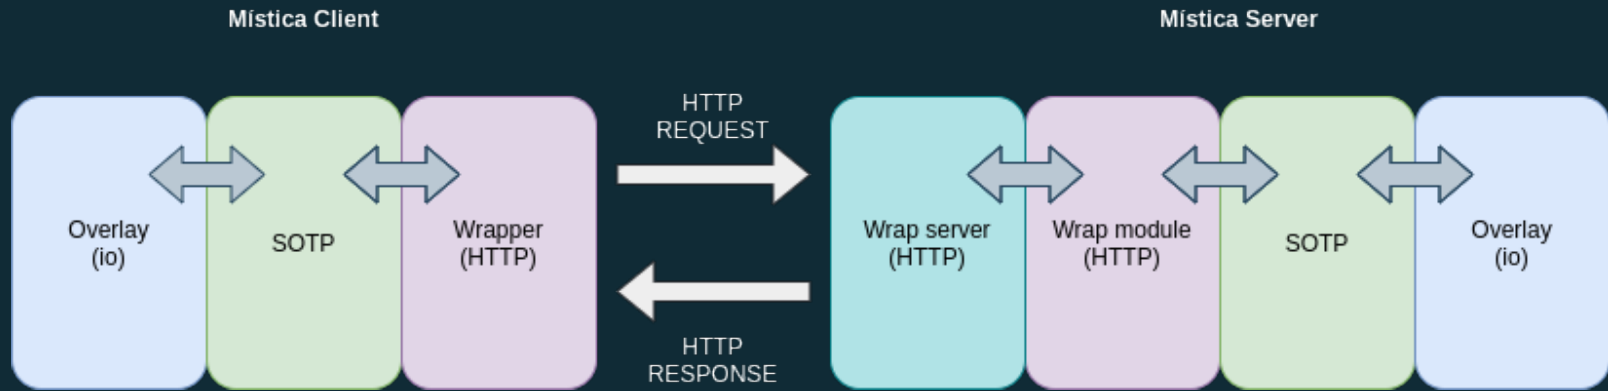 Mística Client
Mística Server
Overlay
(io)
SOTP
Wrapper
(HTTP)
HTTP
REQUEST
HTTP
RESPONSE
Wrap server
(HTTP)
Wrap module
(HTTP)
SOTP
Overlay
(io)